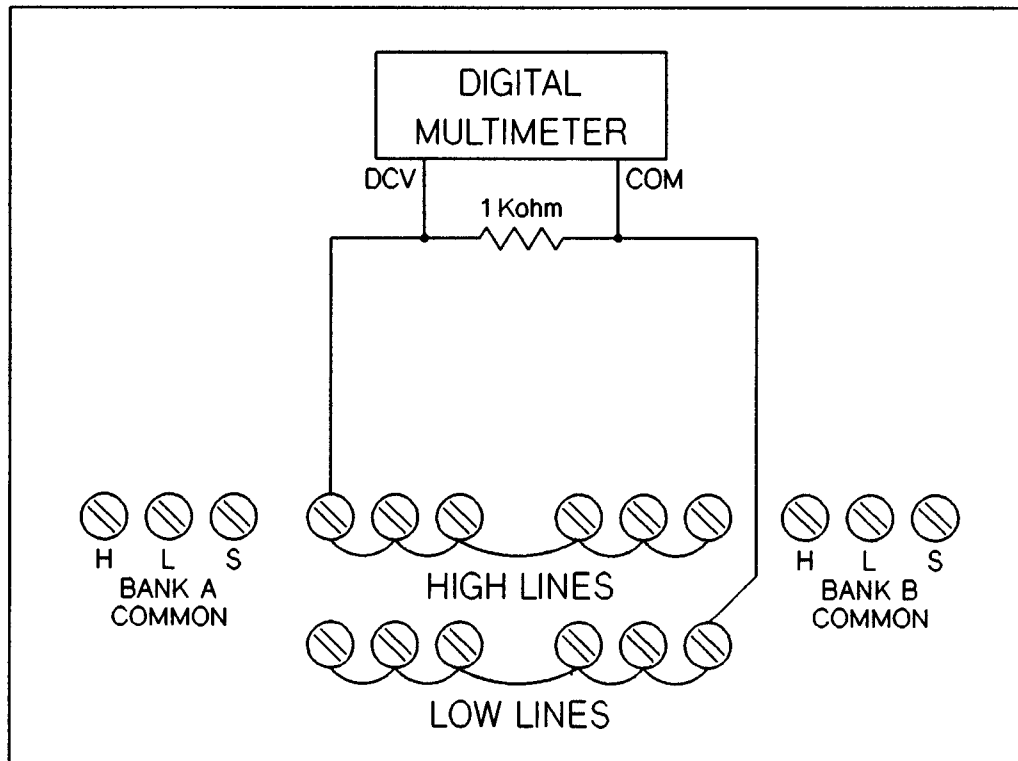 DIGITAL
MULTIMETER
DCV
COM
1 Kohm
H L S
BANK A
COMMON
HIGH LINES
H L S
BANK B
COMMON
LOW LINES